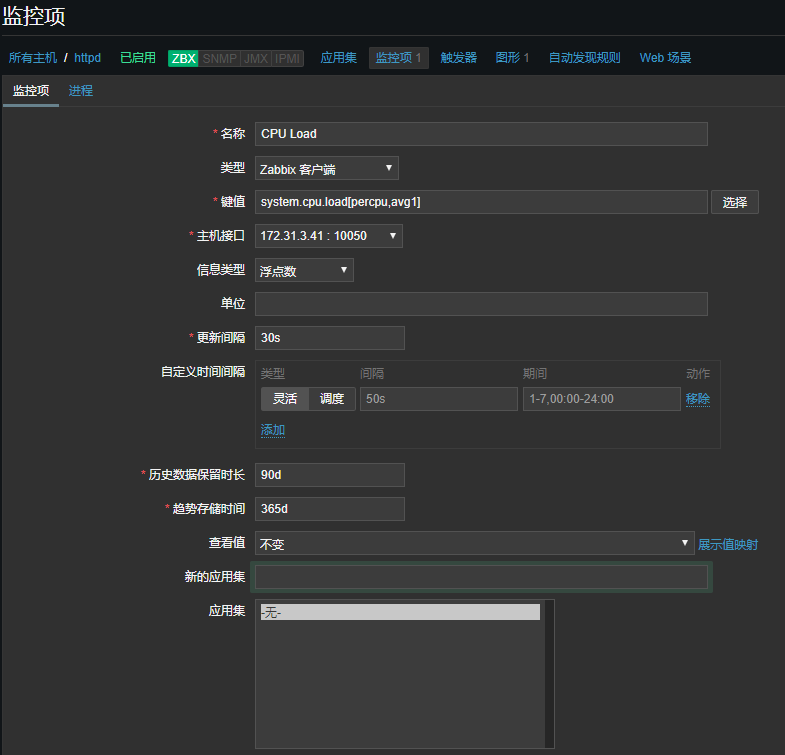 监控项
所有主机 / httpd 已启用 ZBX SNMP JMX IPMI 应用集 监控项 1 触发器 图形 1 自动发现规则 Web 场景
监控项 进程
* 名称 CPU Load
类型 Zabbix 客户端
* 键值 system.cpu.load[percpu,avg1] 选择
* 主机接口 172.31.3.41 : 10050
信息类型 浮点数
单位
* 更新间隔 30s
自定义时间间隔 类型 间隔 期间 动作
灵活 调度 50s 1-7,00:00-24:00 移除
添加
* 历史数据保留时长 90d
* 趋势存储时间 365d
查看值 不变 展示值映射
新的应用集
应用集 -无-